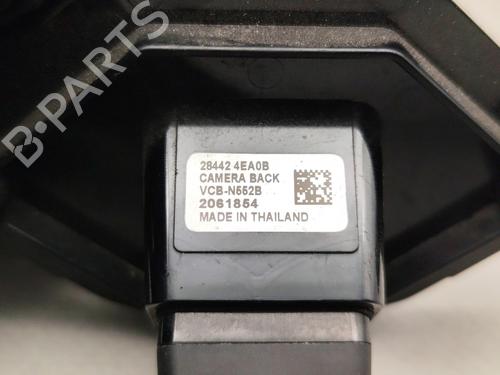 B-PARTS
28442 4EA0B
CAMERA BACK
VCB-N552B
2061854
MADE IN THAILAND